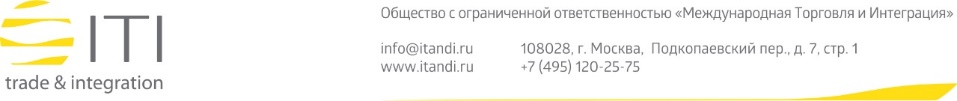 ITI
trade & integration
Общество с ограниченной ответственностью «Международная Торговля и Интеграция»
info@itandi.ru 108028, г. Москва, Подкопаевский пер., д. 7, стр. 1
www.itandi.ru +7 (495) 120-25-75